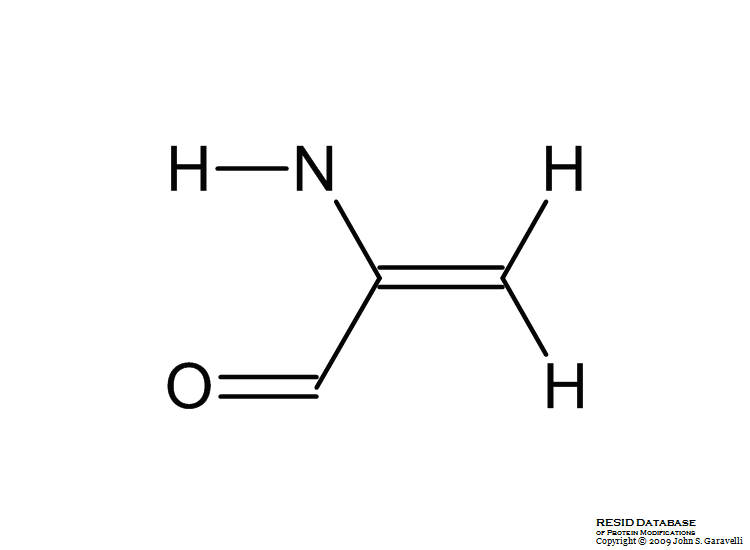 H N H
O H
RESID DATABASE
OF PROTEIN MODIFICATIONS
Copyright © 2009 John S. Garavelli